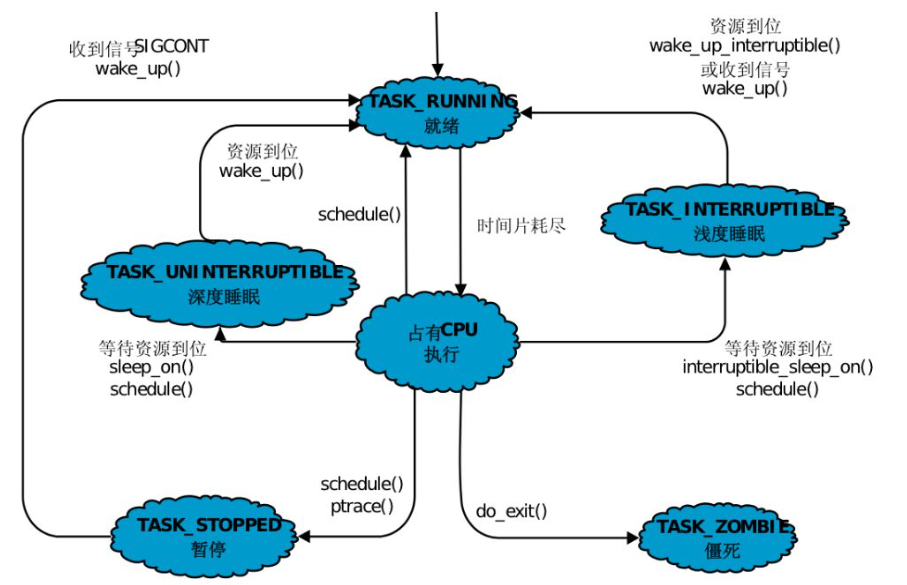 收到信号SIGCONT
wake_up()
资源到位
wake_up_interruptible()
或收到信号
wake_up()
TASK_RUNNING
就绪
资源到位
wake_up()
schedule()
时间片耗尽
TASK_INTERRUPTIBLE
浅度睡眠
TASK_UNINTERRUPTIBLE
深度睡眠
占有CPU
执行
等待资源到位
sleep_on()
schedule()
等待资源到位
interruptible_sleep_on()
schedule()
schedule()
ptrace()
do_exit()
TASK_STOPPED
暂停
TASK_ZOMBIE
僵死